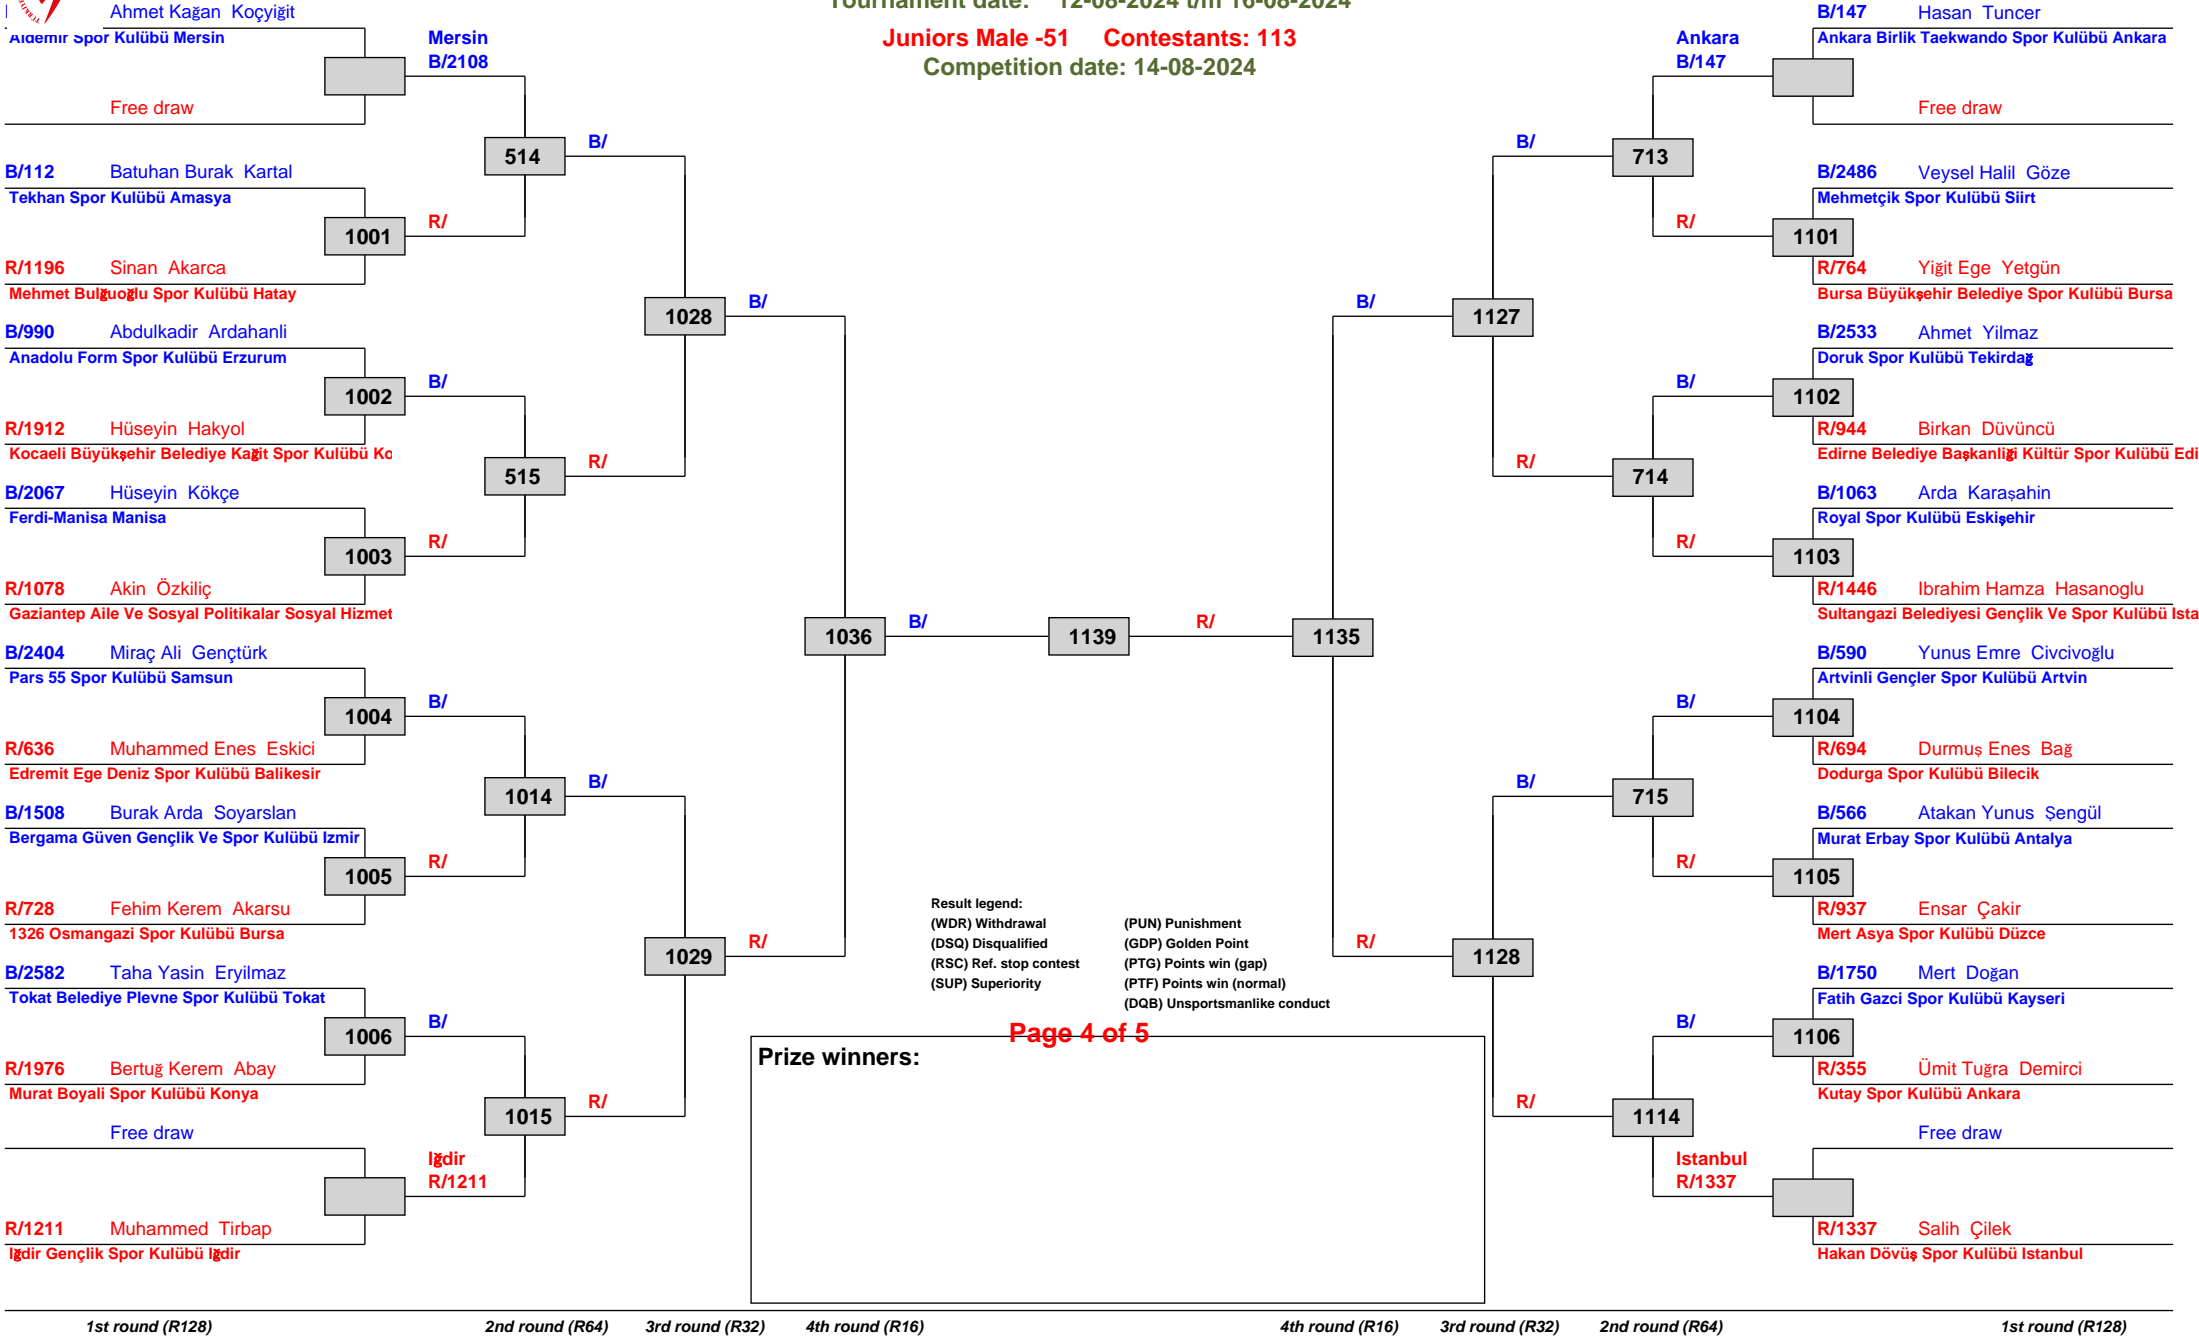 Tournament date: 12-08-2024 t/m 16-08-2024
Juniors Male -51 Contestants: 113
Competition date: 14-08-2024
Ahmet Kağan Koçyiğit
Aldemir Spor Kulübü Mersin
Free draw
Mersin
B/2108
514
B/
B/112 Batuhan Burak Kartal
Tekhan Spor Kulübü Amasya
1001
R/
R/1196 Sinan Akarca
Mehmet Bulğuoğlu Spor Kulübü Hatay
1028
B/
B/990 Abdulkadir Ardahanli
Anadolu Form Spor Kulübü Erzurum
1002
B/
R/1912 Hüseyin Hakyol
Kocaeli Büyükşehir Belediye Kağit Spor Kulübü Ko
515
R/
B/2067 Hüseyin Kökçe
Ferdi-Manisa Manisa
1003
R/
R/1078 Akin Özkiliç
Gaziantep Aile Ve Sosyal Politikalar Sosyal Hizmet
1036
B/
1139
R/
1135
B/2404 Miraç Ali Gençtürk
Pars 55 Spor Kulübü Samsun
1004
B/
R/636 Muhammed Enes Eskici
Edremit Ege Deniz Spor Kulübü Balikesir
1014
B/
B/1508 Burak Arda Soyarslan
Bergama Güven Gençlik Ve Spor Kulübü Izmir
1005
R/
R/728 Fehim Kerem Akarsu
1326 Osmangazi Spor Kulübü Bursa
1029
R/
B/2582 Taha Yasin Eryilmaz
Tokat Belediye Plevne Spor Kulübü Tokat
1006
B/
R/1976 Bertuğ Kerem Abay
Murat Boyali Spor Kulübü Konya
1015
R/
Free draw
Iğdir
R/1211
R/1211 Muhammed Tirbap
Iğdir Gençlik Spor Kulübü Iğdir
B/147 Hasan Tuncer
Ankara Birlik Taekwando Spor Kulübü Ankara
Ankara
B/147
Free draw
B/
713
B/2486 Veysel Halil Göze
Mehmetçik Spor Kulübü Siirt
R/
1101
R/764 Yiğit Ege Yetgün
Bursa Büyükşehir Belediye Spor Kulübü Bursa
B/
1127
B/2533 Ahmet Yilmaz
Doruk Spor Kulübü Tekirdağ
B/
1102
R/944 Birkan Düvüncü
Edirne Belediye Başkanliği Kültür Spor Kulübü Edi
R/
714
B/1063 Arda Karaşahin
Royal Spor Kulübü Eskişehir
R/
1103
R/1446 Ibrahim Hamza Hasanoglu
Sultangazi Belediyesi Gençlik Ve Spor Kulübü Ista
B/590 Yunus Emre Civcivoğlu
Artvinli Gençler Spor Kulübü Artvin
B/
1104
R/694 Durmuş Enes Bağ
Dodurga Spor Kulübü Bilecik
B/
715
B/566 Atakan Yunus Şengül
Murat Erbay Spor Kulübü Antalya
R/
1105
R/937 Ensar Çakir
Mert Asya Spor Kulübü Düzce
R/
1128
B/1750 Mert Doğan
Fatih Gazci Spor Kulübü Kayseri
B/
1106
R/355 Ümit Tuğra Demirci
Kutay Spor Kulübü Ankara
R/
1114
Free draw
Istanbul
R/1337
R/1337 Salih Çilek
Hakan Dövüş Spor Kulübü Istanbul
Result legend:
(WDR) Withdrawal (PUN) Punishment
(DSQ) Disqualified (GDP) Golden Point
(RSC) Ref. stop contest (PTG) Points win (gap)
(SUP) Superiority (PTF) Points win (normal)
(DQB) Unsportsmanlike conduct
Page 4 of 5
Prize winners:
1st round (R128) 2nd round (R64) 3rd round (R32) 4th round (R16) 4th round (R16) 3rd round (R32) 2nd round (R64) 1st round (R128)